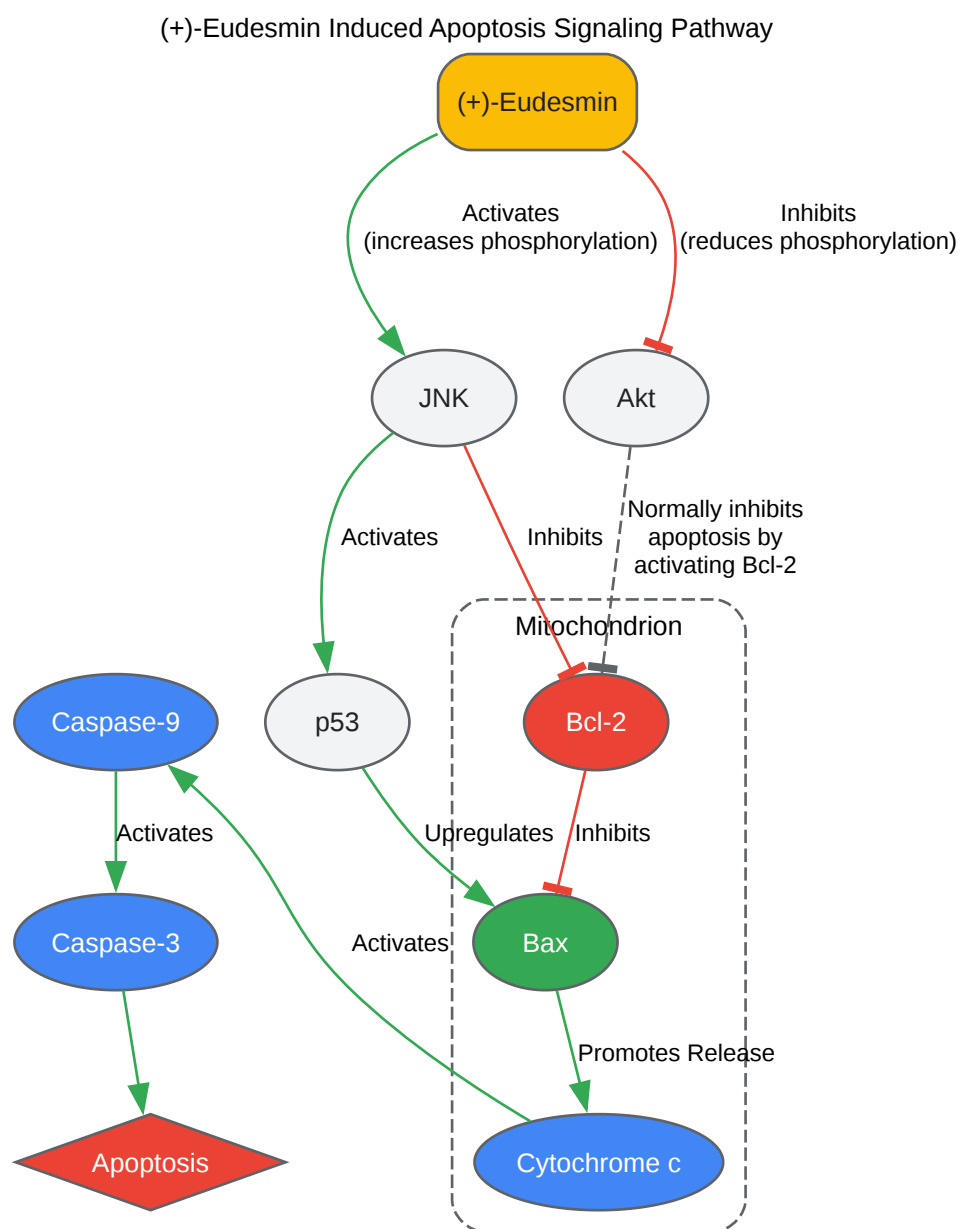 (+)-Eudesmin Induced Apoptosis Signaling Pathway
(+)-Eudesmin
Activates
(increases phosphorylation)
Inhibits
(reduces phosphorylation)
JNK
Akt
Activates
Inhibits
Normally inhibits
apoptosis by
activating Bcl-2
Mitochondrion
Caspase-9
p53
Bcl-2
Activates
Upregulates
Inhibits
Caspase-3
Activates
Bax
Promotes Release
Apoptosis
Cytochrome c